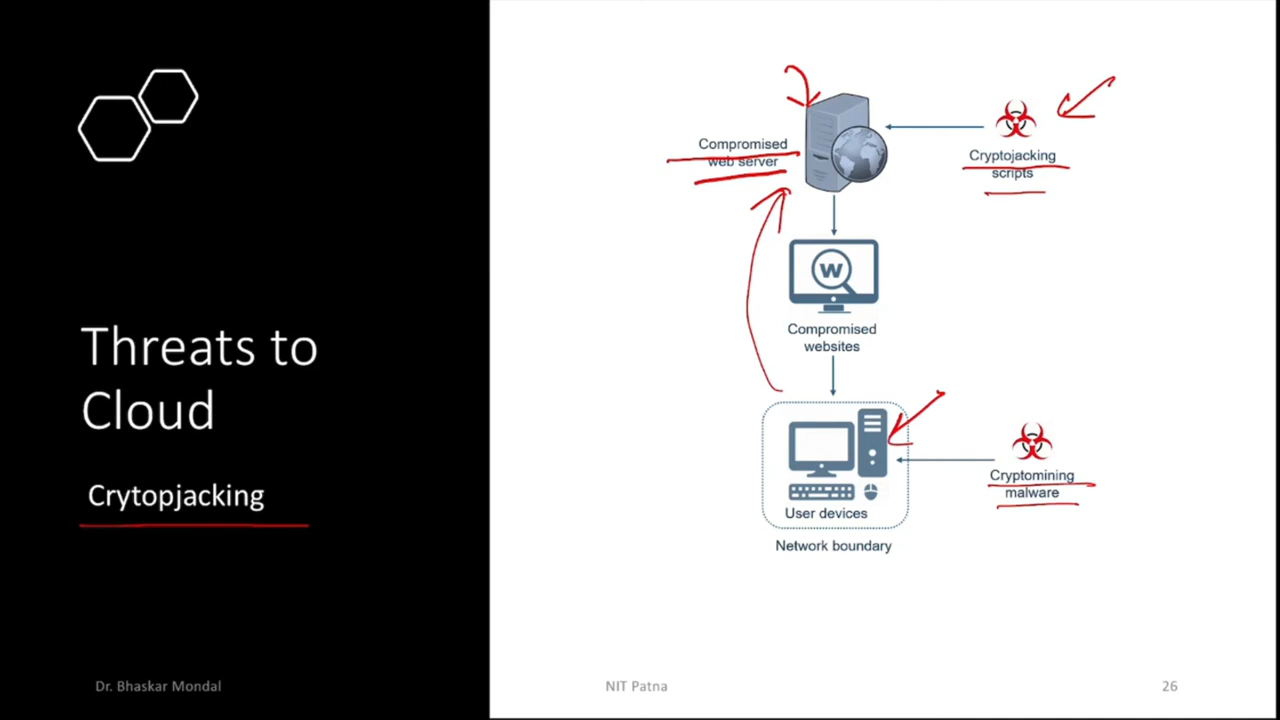 Threats to
Cloud
Crytopjacking
Compromised
web server
Cryptojacking
scripts
W
Compromised
websites
User devices
Cryptomining
malware
Network boundary
Dr. Bhaskar Mondal
NIT Patna
26